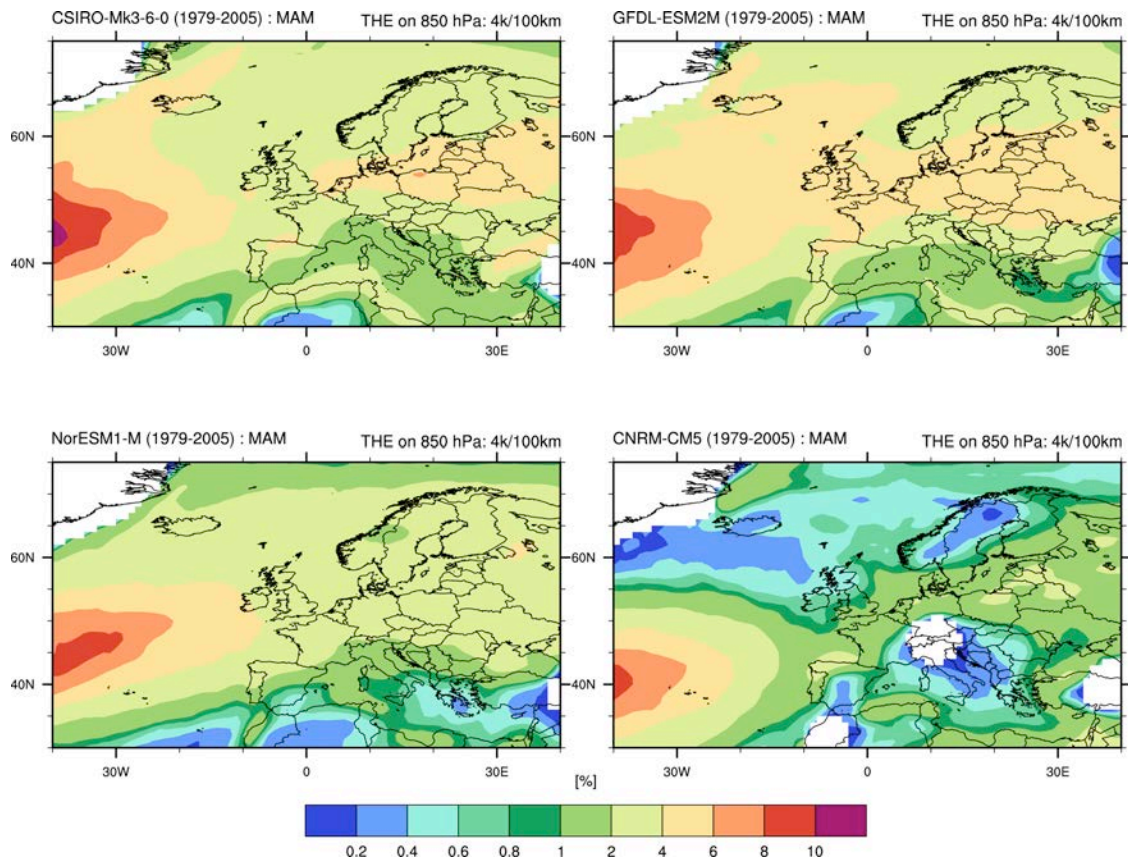 CSIRO-Mk3-6-0 (1979-2005) : MAM THE on 850 hPa: 4k/100km
GFDL-ESM2M (1979-2005) : MAM THE on 850 hPa: 4k/100km
60N 60N
40N 40N
30W 0 30E
30W 0 30E
NorESM1-M (1979-2005) : MAM THE on 850 hPa: 4k/100km
CNRM-CM5 (1979-2005) : MAM THE on 850 hPa: 4k/100km
60N 60N
40N 40N
30W 0 30E
30W 0 30E
[%]
0.2 0.4 0.6 0.8 1 2 4 6 8 10